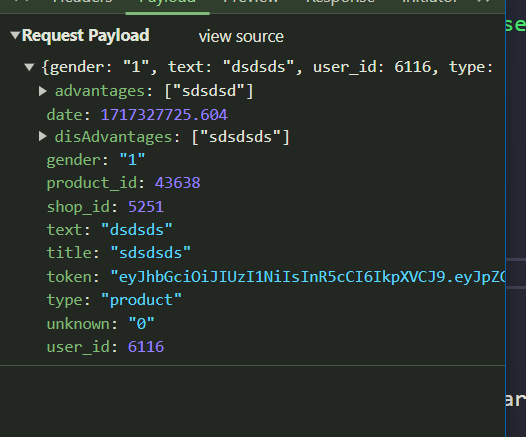 Headers Payload Preview Response Initiator
Request Payload view source
{gender: "1", text: "dsdsds", user_id: 6116, type:
advantages: ["sdsdsd"]
date: 1717327725.604
disAdvantages: ["sdsdsds"]
gender: "1"
product_id: 43638
shop_id: 5251
text: "dsdsds"
title: "sdsdsds"
token: "eyJhbGciOiJIUzI1NiIsInR5cCI6IkpXVCJ9.eyJpZC
type: "product"
unknown: "0"
user_id: 6116
se
ar